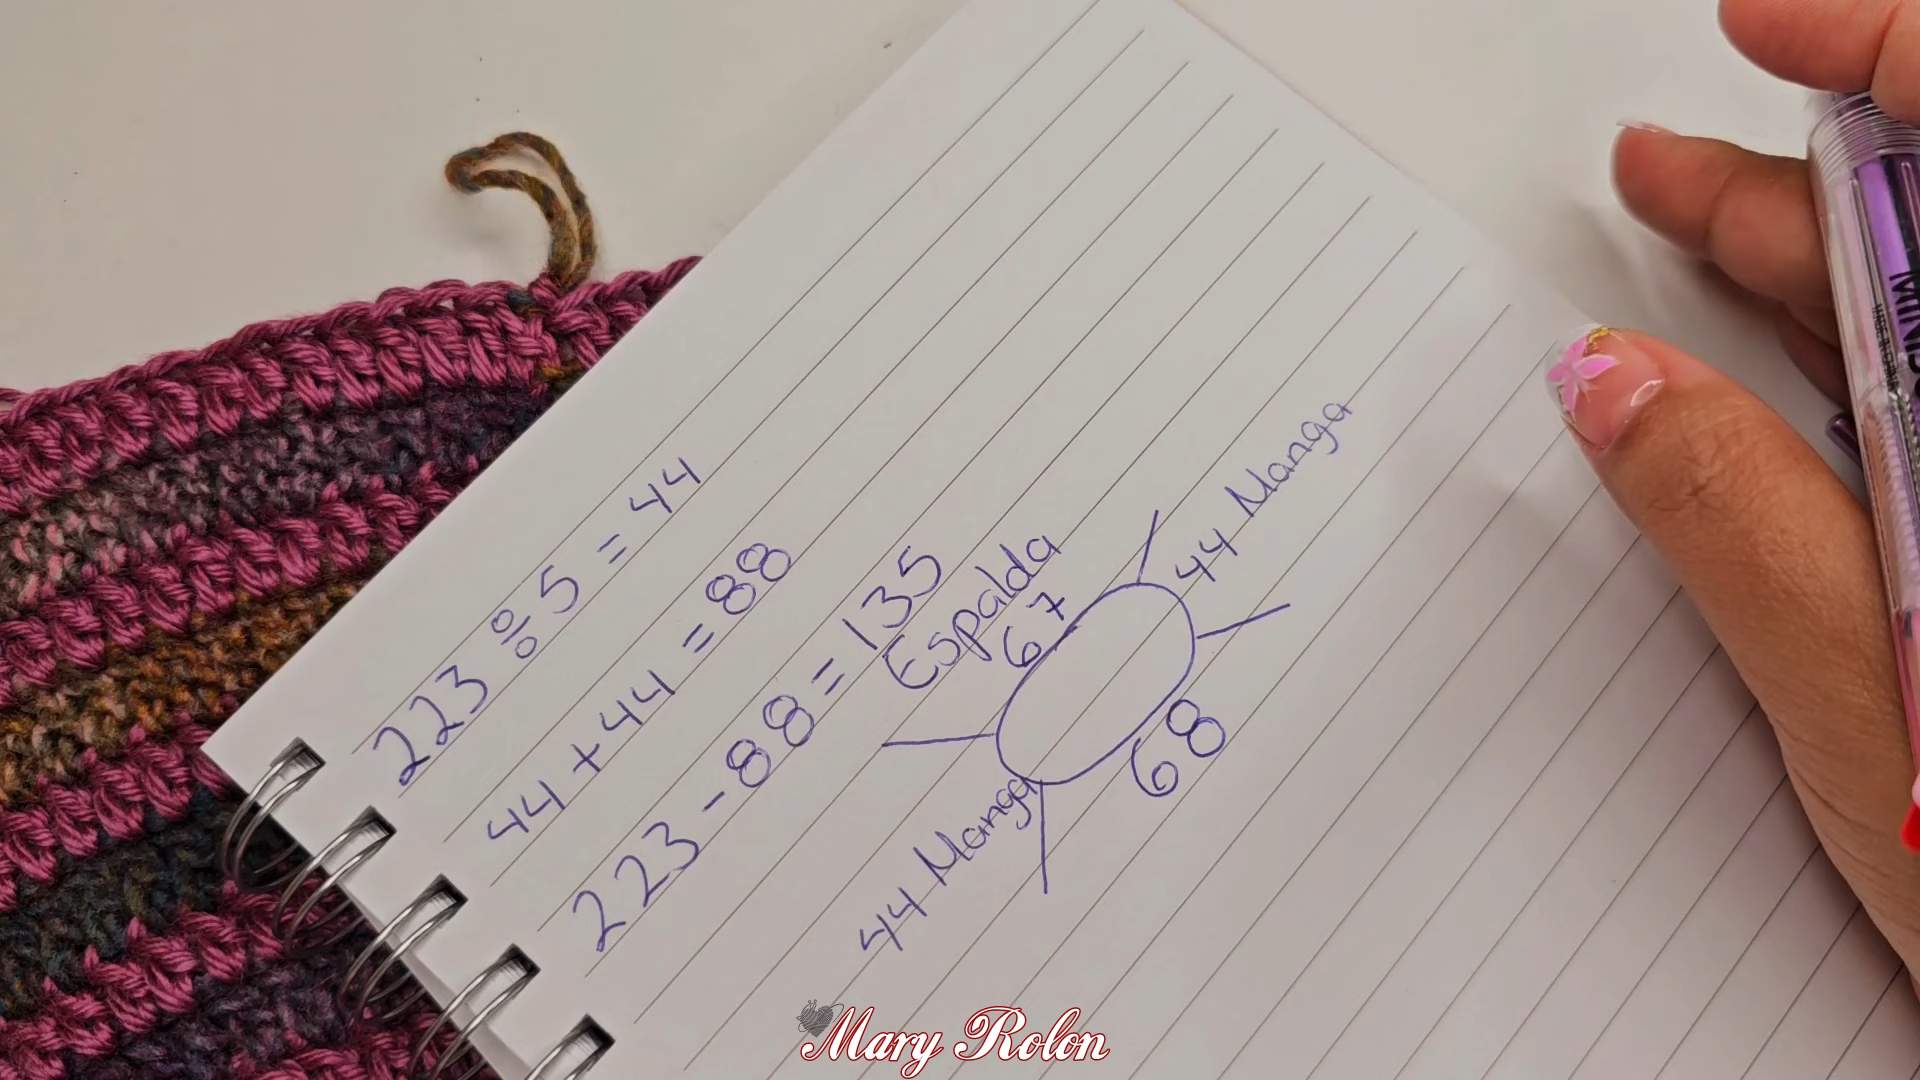 223 ÷ 5 = 44
44 + 44 = 88
223 - 88 = 135
Espalda
67
44 Manga
68
44 Manga
Mary Rolon